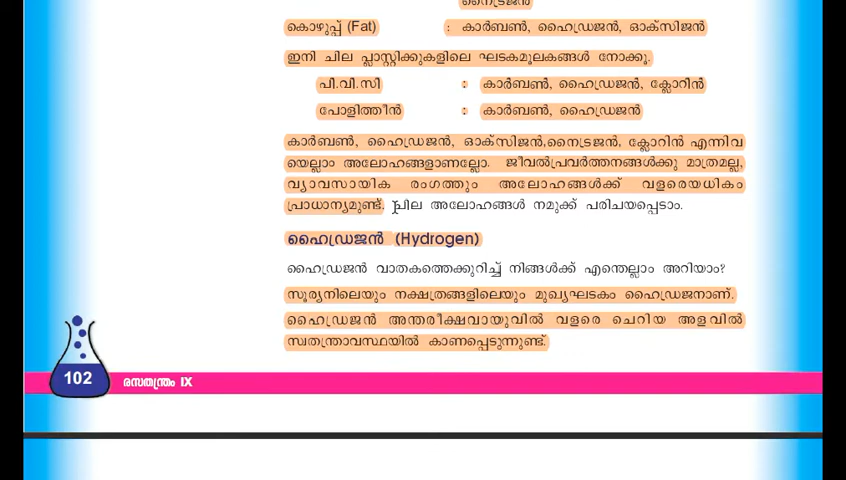 നൈട്രജൻ
കൊഴുപ്പ് (Fat) : കാർബൺ, ഹൈഡ്രജൻ, ഓക്സിജൻ
ഇനി ചില പ്ലാസ്റ്റിക്കുകളിലെ ഘടകമൂലകങ്ങൾ നോക്കൂ.
പി.വി.സി : കാർബൺ, ഹൈഡ്രജൻ, ക്ലോറിൻ
പോളിത്തീൻ : കാർബൺ, ഹൈഡ്രജൻ
കാർബൺ, ഹൈഡ്രജൻ, ഓക്സിജൻ,നൈട്രജൻ, ക്ലോറിൻ എന്നിവ
യെല്ലാം അലോഹങ്ങളാണല്ലോ. ജീവൽപ്രവർത്തനങ്ങൾക്കു മാത്രമല്ല,
വ്യാവസായിക രംഗത്തും അലോഹങ്ങൾക്ക് വളരെയധികം
പ്രാധാന്യമുണ്ട്. ചില അലോഹങ്ങൾ നമുക്ക് പരിചയപ്പെടാം.
ഹൈഡ്രജൻ (Hydrogen)
ഹൈഡ്രജൻ വാതകത്തെക്കുറിച്ച് നിങ്ങൾക്ക് എന്തെല്ലാം അറിയാം?
സൂര്യനിലെയും നക്ഷത്രങ്ങളിലെയും മുഖ്യഘടകം ഹൈഡ്രജനാണ്.
ഹൈഡ്രജൻ അന്തരീക്ഷവായുവിൽ വളരെ ചെറിയ അളവിൽ
സ്വതന്ത്രാവസ്ഥയിൽ കാണപ്പെടുന്നുണ്ട്.
102 രസതന്ത്രം IX